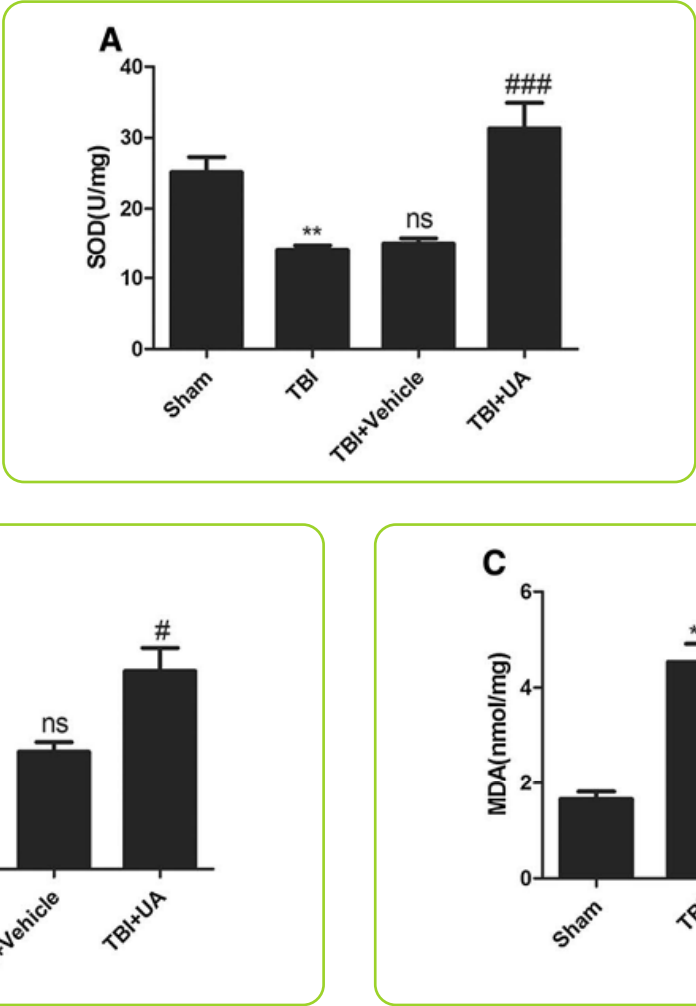 A
SOD(U/mg)
40
30
20
10
0
**
ns
###
Sham
TBI
TBI+Vehicle
TBI+UA
ns
#
+Vehicle
TBI+UA
C
MDA(nmol/mg)
6
4
2
0
Sham